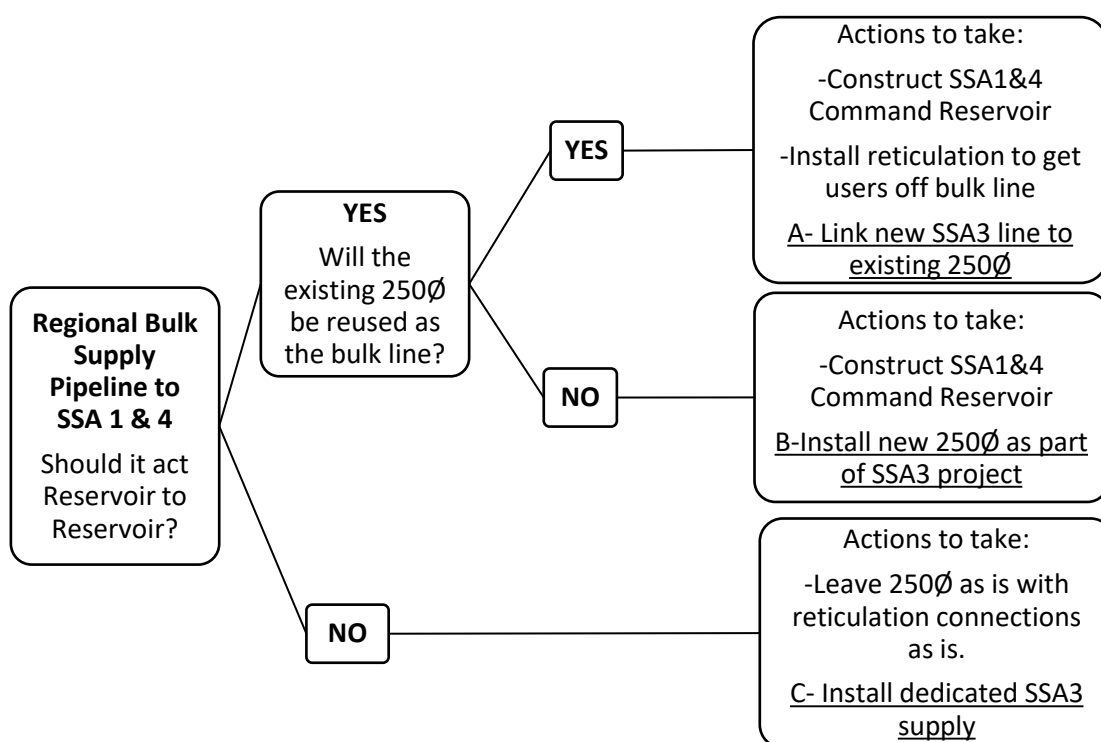 Regional Bulk
Supply
Pipeline to
SSA 1 & 4
Should it act
Reservoir to
Reservoir?
YES
Will the
existing 250Ø
be reused as
the bulk line?
YES
Actions to take:
-Construct SSA1&4
Command Reservoir
-Install reticulation to get
users off bulk line
A- Link new SSA3 line to
existing 250Ø
NO
Actions to take:
-Construct SSA1&4
Command Reservoir
B-Install new 250Ø as part
of SSA3 project
NO
Actions to take:
-Leave 250Ø as is with
reticulation connections
as is.
C- Install dedicated SSA3
supply